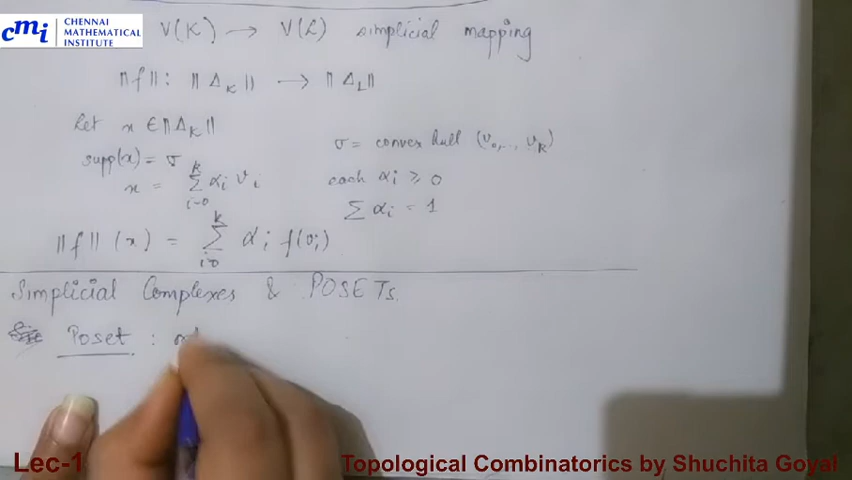 cmi CHENNAI
MATHEMATICAL
INSTITUTE
V(K) → V(L) simplicial mapping
||f||: ||Δ_K|| → ||Δ_L||
Let x ∈ ||Δ_K||
supp(x) = σ
σ = convex hull (v_0, .., v_k)
x = Σ_{i=0}^{k} α_i v_i
each α_i ≥ 0
Σ α_i = 1
||f|| (x) = Σ_{i=0}^{k} α_i f(v_i)
Simplicial Complexes & POSETs
Poset :
Lec-1
Topological Combinatorics by Shuchita Goyal